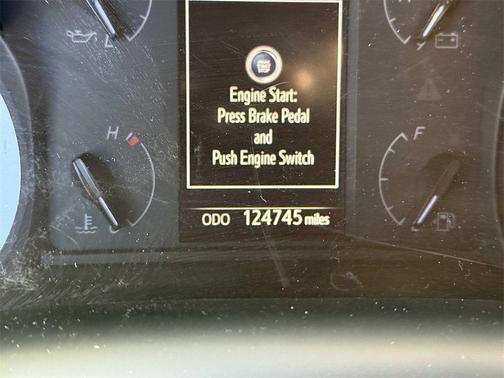 L
Engine Start:
Press Brake Pedal
and
Push Engine Switch
H
F
ODO 124745 miles